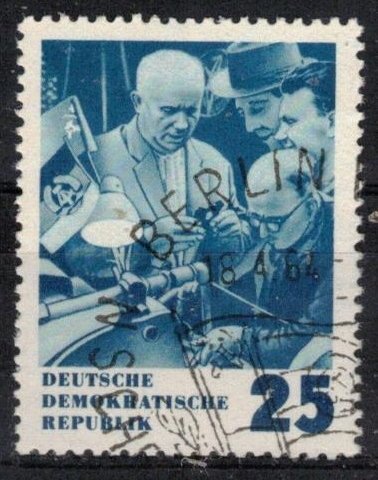 BERLIN
18.4.64
DEUTSCHE
DEMOKRATISCHE
REPUBLIK
25